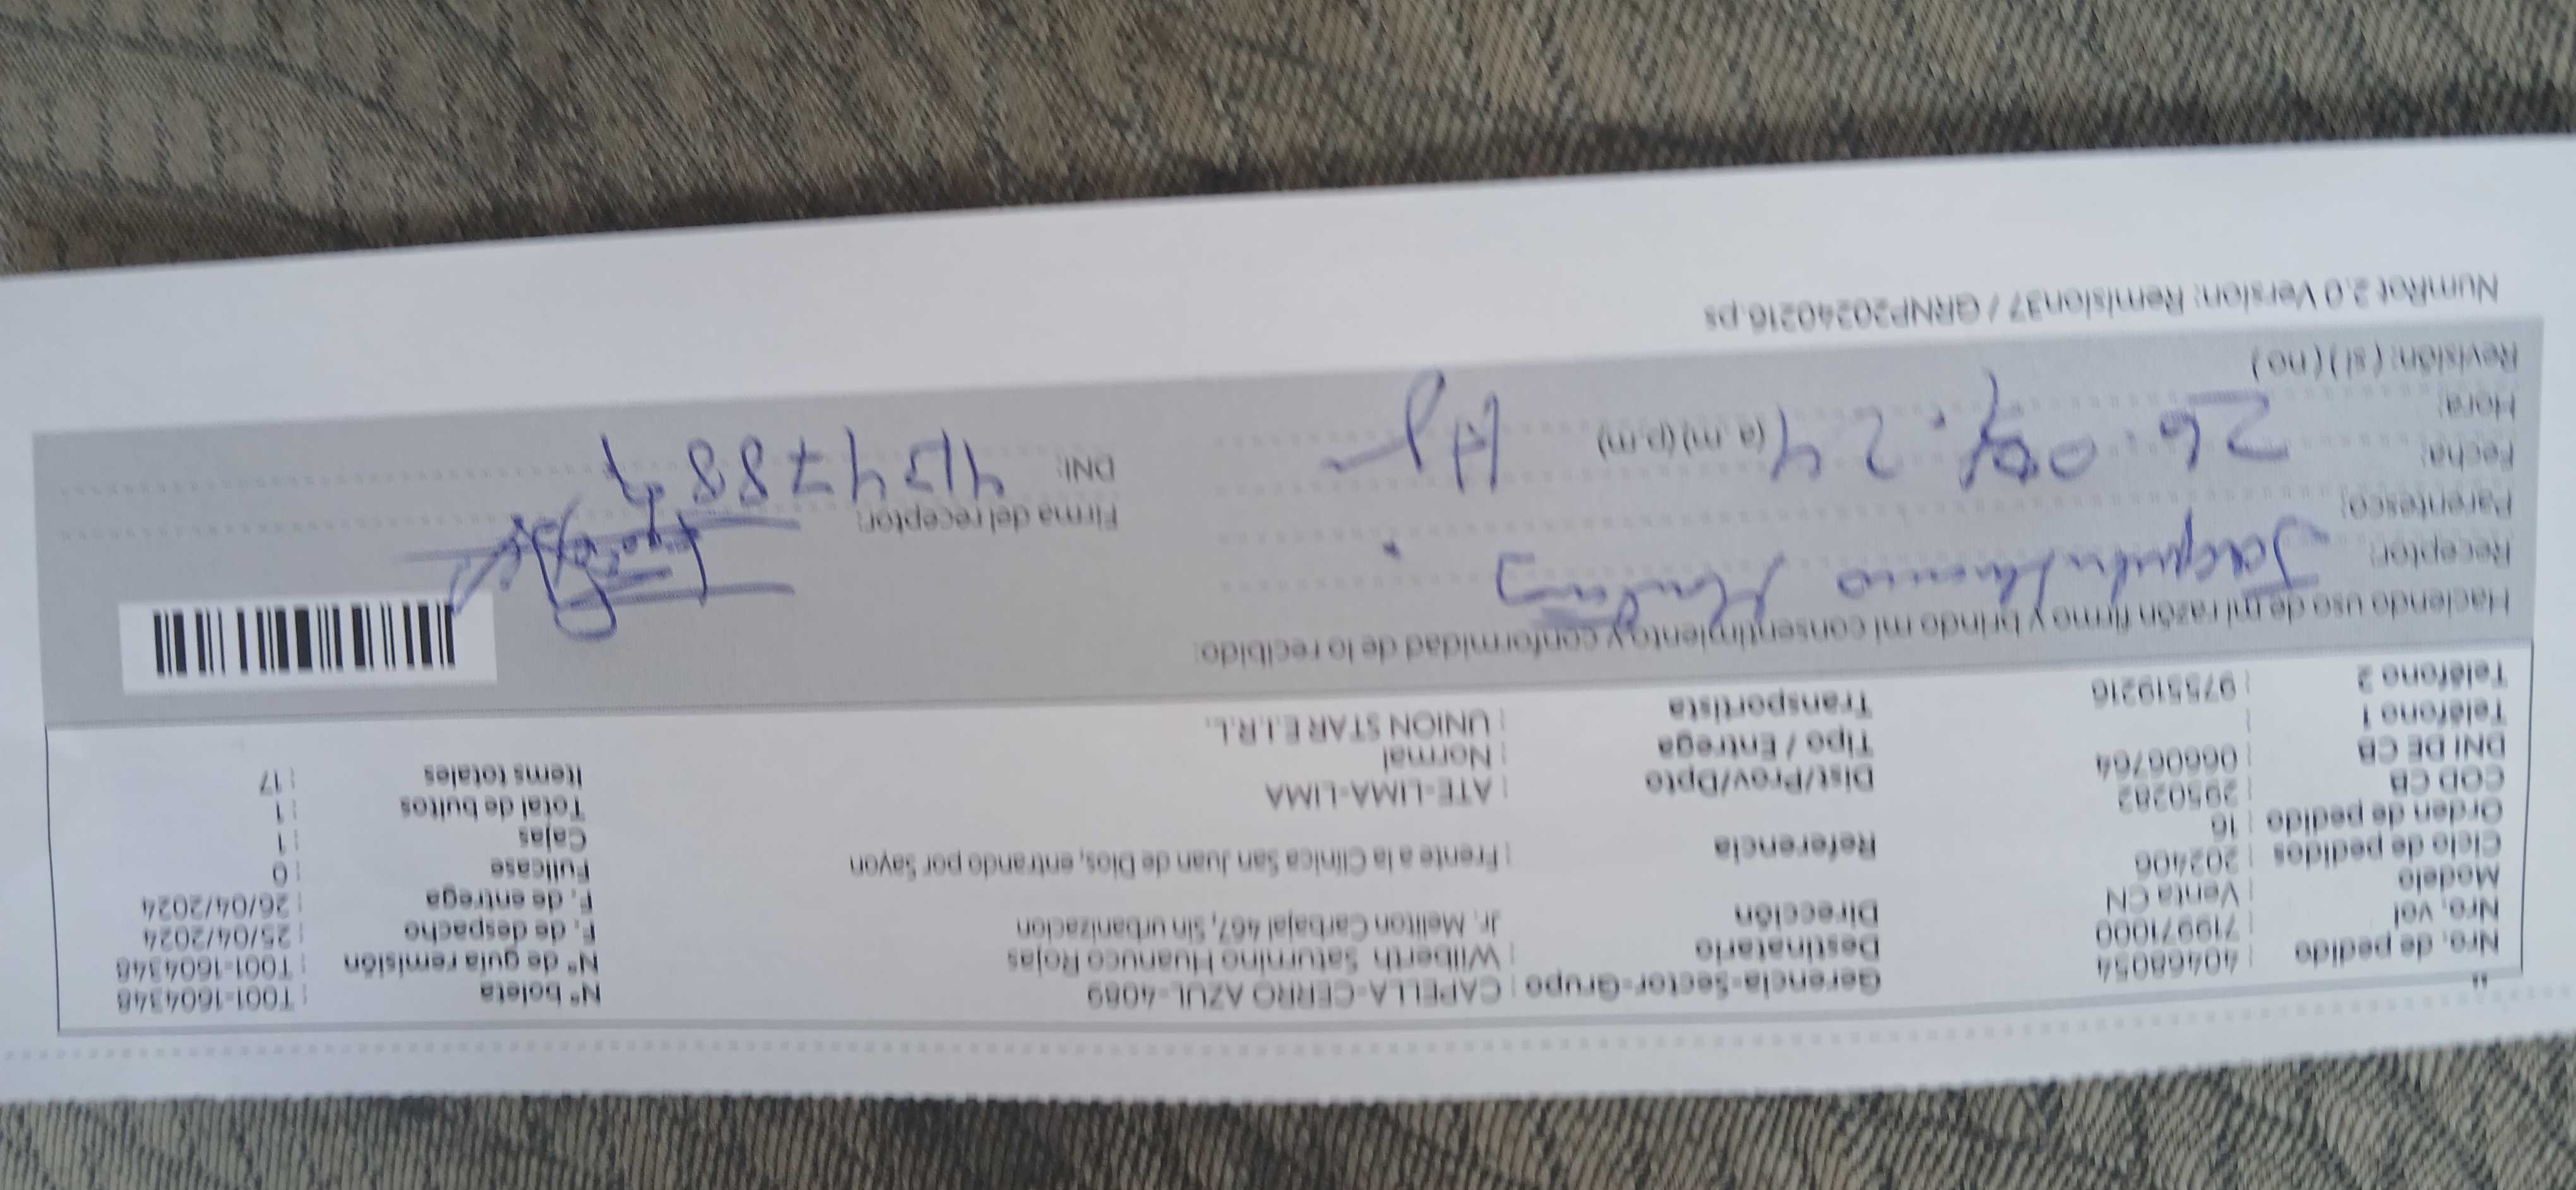 Nro. de pedido : 40468054
Nro. vol : 719971000
Modelo : Venta CN
Ciclo de pedidos : 202406
Orden de pedido : 16
COD CB : 2950282
DNI DE CB : 06606764
Teléfono 1 :
Teléfono 2 : 975519216
Gerencia-Sector-Grupo : CAPELLA-CERRO AZUL-4089
Destinatario : Wilberth Saturnino Huanuco Rojas
Dirección Jr. Meliton Carbajal 467, Sin urbanizacion
Referencia : Frente a la Clinica San Juan de Dios, entrando por Sayon
Dist/Prov/Dpto : ATE-LIMA-LIMA
Tipo / Entrega : Normal
Transportista : UNION STAR E.I.R.L.
N° boleta : T001-1604348
N° de guia remisión : T001-1604348
F. de despacho : 25/04/2024
F. de entrega : 26/04/2024
Fullcase : 0
Cajas : 1
Total de bultos : 1
Items totales : 17
Haciendo uso de mi razón firmo y brindo mi consentimiento y conformidad de lo recibido:
Receptor:
Parentesco:
Fecha:
Hora: (a.m) (p.m)
Revisión: (si) (no)
Firma del receptor:
DNI:
NumRot 2.0 Version: Remision37 / GRNP20240216.ps